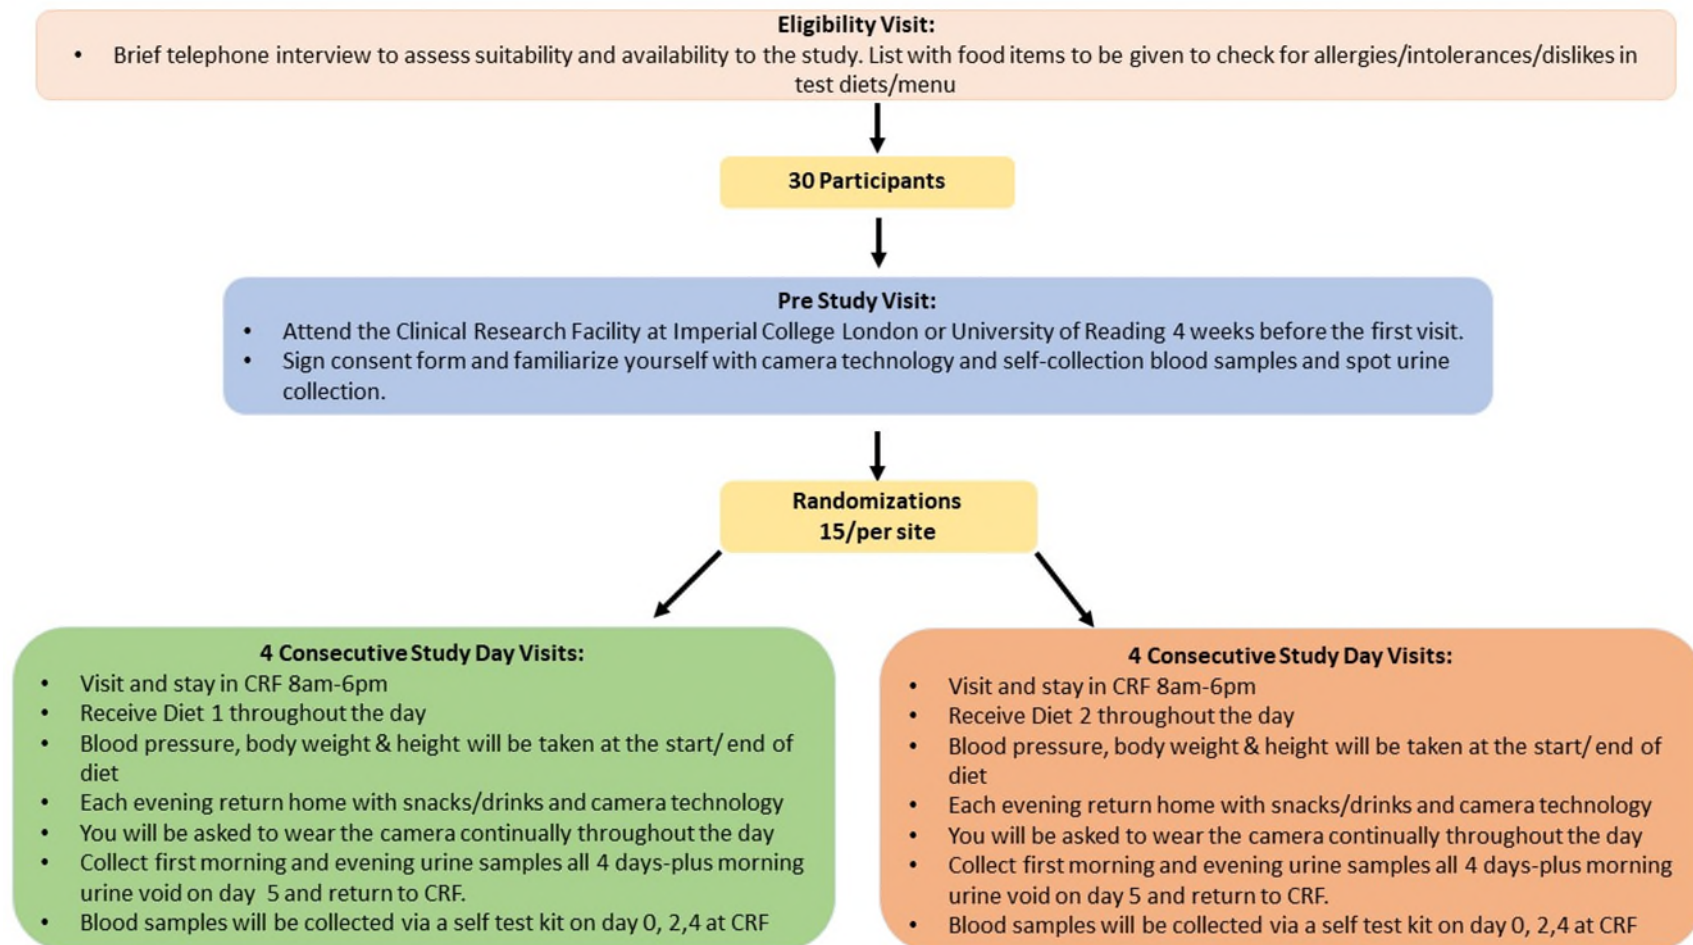 Eligibility Visit:
• Brief telephone interview to assess suitability and availability to the study. List with food items to be given to check for allergies/intolerances/dislikes in
test diets/menu
30 Participants
Pre Study Visit:
• Attend the Clinical Research Facility at Imperial College London or University of Reading 4 weeks before the first visit.
• Sign consent form and familiarize yourself with camera technology and self-collection blood samples and spot urine
collection.
Randomizations
15/per site
4 Consecutive Study Day Visits:
• Visit and stay in CRF 8am-6pm
• Receive Diet 1 throughout the day
• Blood pressure, body weight & height will be taken at the start/ end of
diet
• Each evening return home with snacks/drinks and camera technology
• You will be asked to wear the camera continually throughout the day
• Collect first morning and evening urine samples all 4 days-plus morning
urine void on day 5 and return to CRF.
• Blood samples will be collected via a self test kit on day 0, 2,4 at CRF
4 Consecutive Study Day Visits:
• Visit and stay in CRF 8am-6pm
• Receive Diet 2 throughout the day
• Blood pressure, body weight & height will be taken at the start/ end of
diet
• Each evening return home with snacks/drinks and camera technology
• You will be asked to wear the camera continually throughout the day
• Collect first morning and evening urine samples all 4 days-plus morning
urine void on day 5 and return to CRF.
• Blood samples will be collected via a self test kit on day 0, 2,4 at CRF